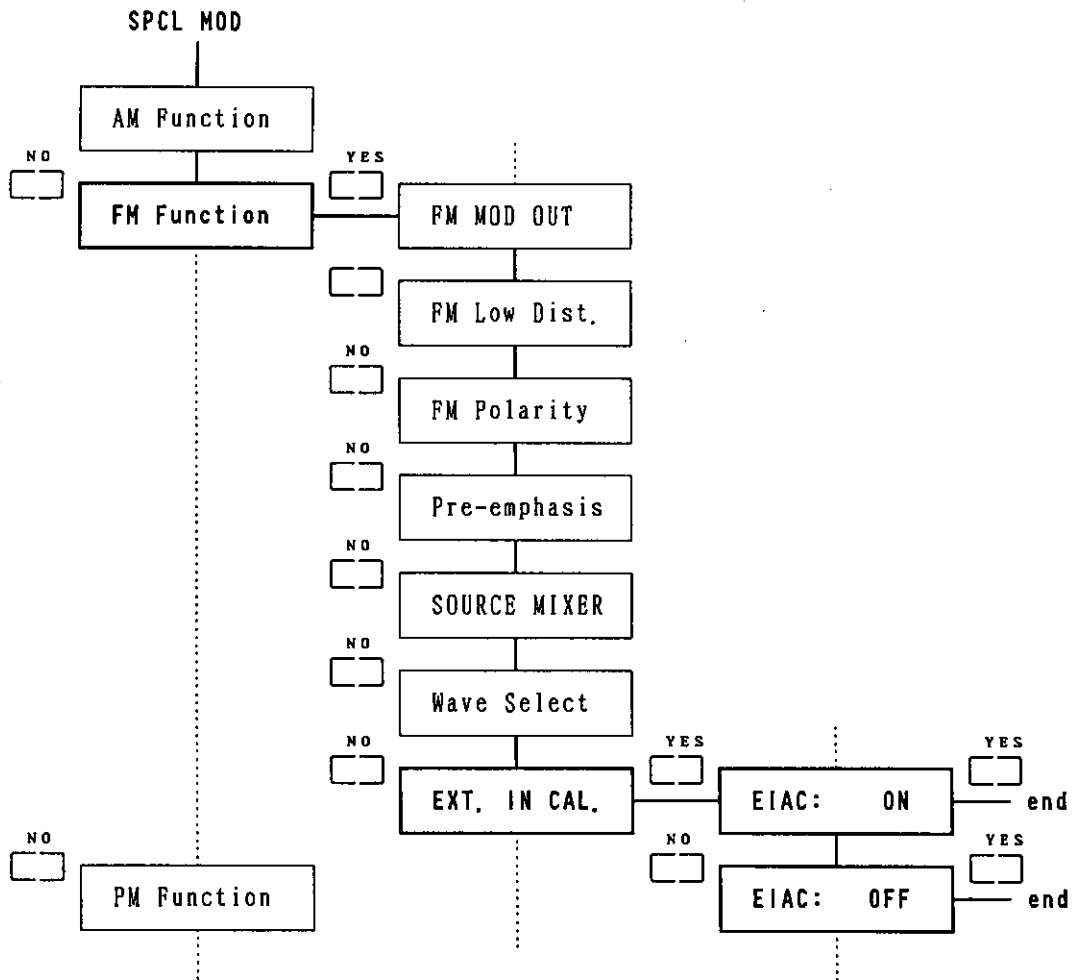 SPCL MOD
AM Function
NO
YES
FM Function
FM MOD OUT
FM Low Dist.
NO
FM Polarity
NO
Pre-emphasis
NO
SOURCE MIXER
NO
Wave Select
NO
YES
YES
EXT. IN CAL.
EIAC: ON
end
NO
NO
YES
PM Function
EIAC: OFF
end